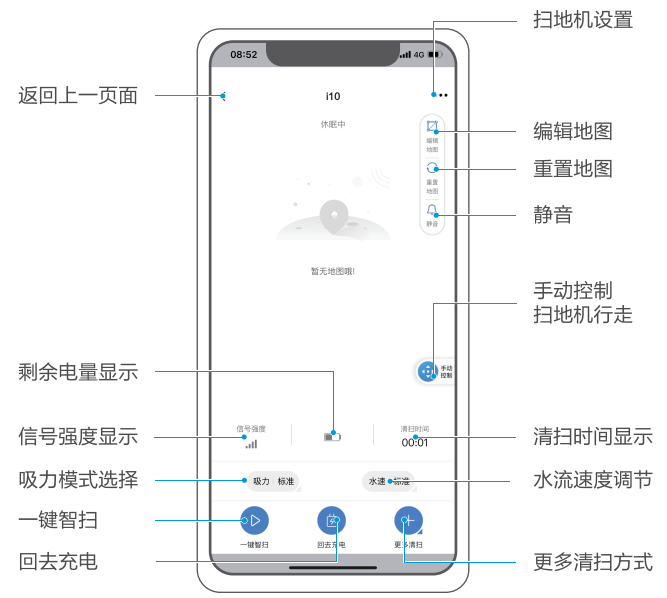 扫地机设置
08:52
4G
返回上一页面
i10
休眠中
编辑
地图
编辑地图
重置
地图
重置地图
静音
静音
暂无地图哦!
手动控制
扫地机行走
手动
控制
剩余电量显示
信号强度
清扫时间
信号强度显示
00:01
清扫时间显示
吸力模式选择
吸力 标准
水速 标准
水流速度调节
一键智扫
一键智扫
回去充电
更多清扫
回去充电
更多清扫方式